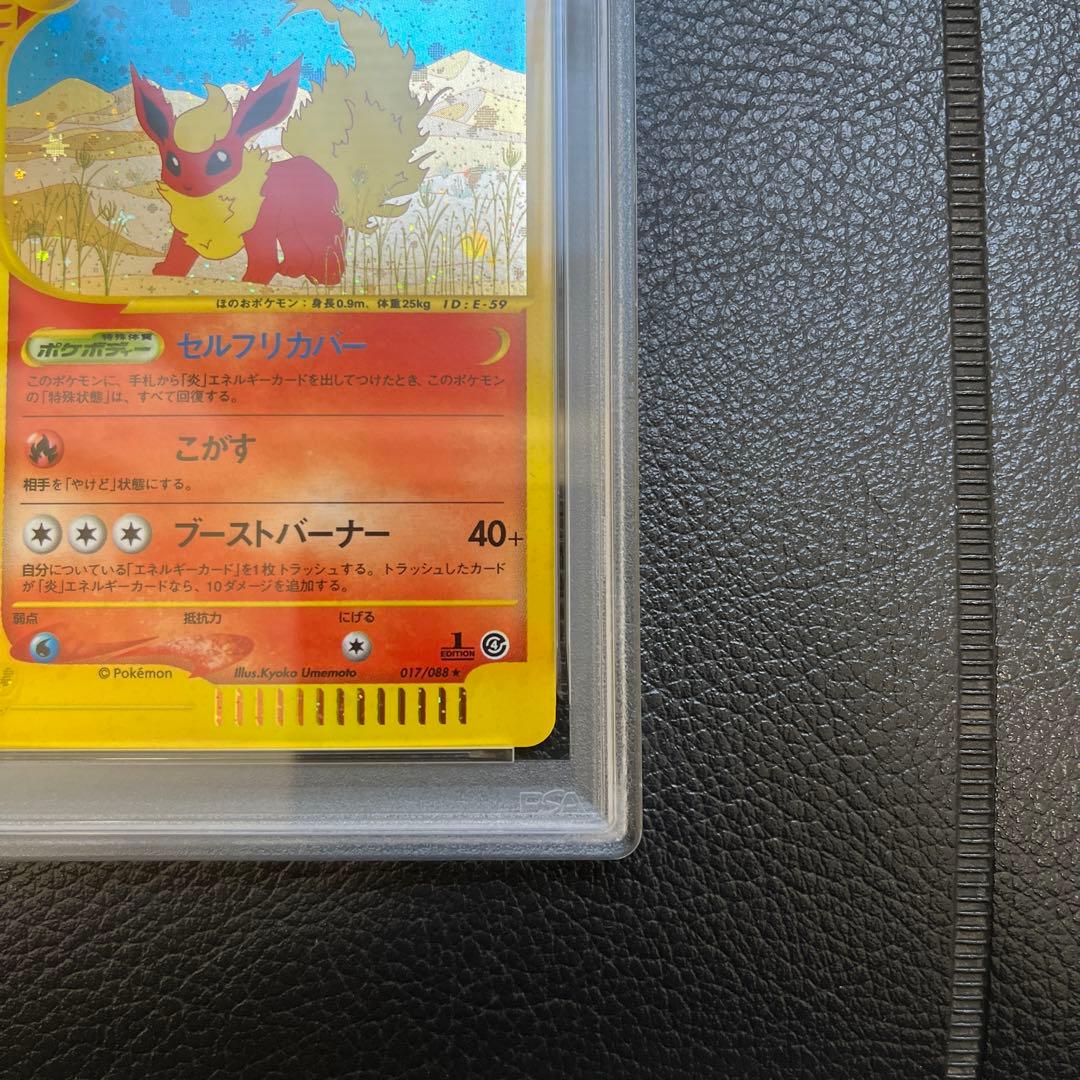 ほのおポケモン：身長0.9m、体重25kg ID:E-59
特殊体質
ポケボディー セルフリカバー
このポケモンに、手札から「炎」エネルギーカードを出してつけたとき、このポケモン
の「特殊状態」は、すべて回復する。
こがす
相手を「やけど」状態にする。
ブーストバーナー 40+
自分についている「エネルギーカード」を1枚トラッシュする。トラッシュしたカード
が「炎」エネルギーカードなら、10ダメージを追加する。
弱点 抵抗力 にげる
1
EDITION
©Pokémon Illus.Kyoko Umemoto 017/088★
PSA